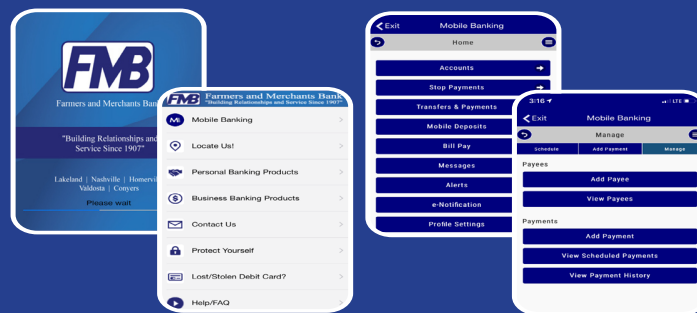 FMB
Farmers and Merchants Ban
"Building Relationships and
Service Since 1907"
Lakeland | Nashville | Homervil
Valdosta | Conyers
Please wait
FMB
Farmers and Merchants Bank
"Building Relationships and Service Since 1907"
M
Mobile Banking
Locate Us!
Personal Banking Products
Business Banking Products
Contact Us
Protect Yourself
Lost/Stolen Debit Card?
Help/FAQ
Exit Mobile Banking
Home
Accounts
Stop Payments
Transfers & Payments
Mobile Deposits
Bill Pay
Messages
Alerts
e-Notification
Profile Settings
3:16 LTE
Exit Mobile Banking
Manage
Schedule Add Payment Manage
Payees
Add Payee
View Payees
Payments
Add Payment
View Scheduled Payments
View Payment History